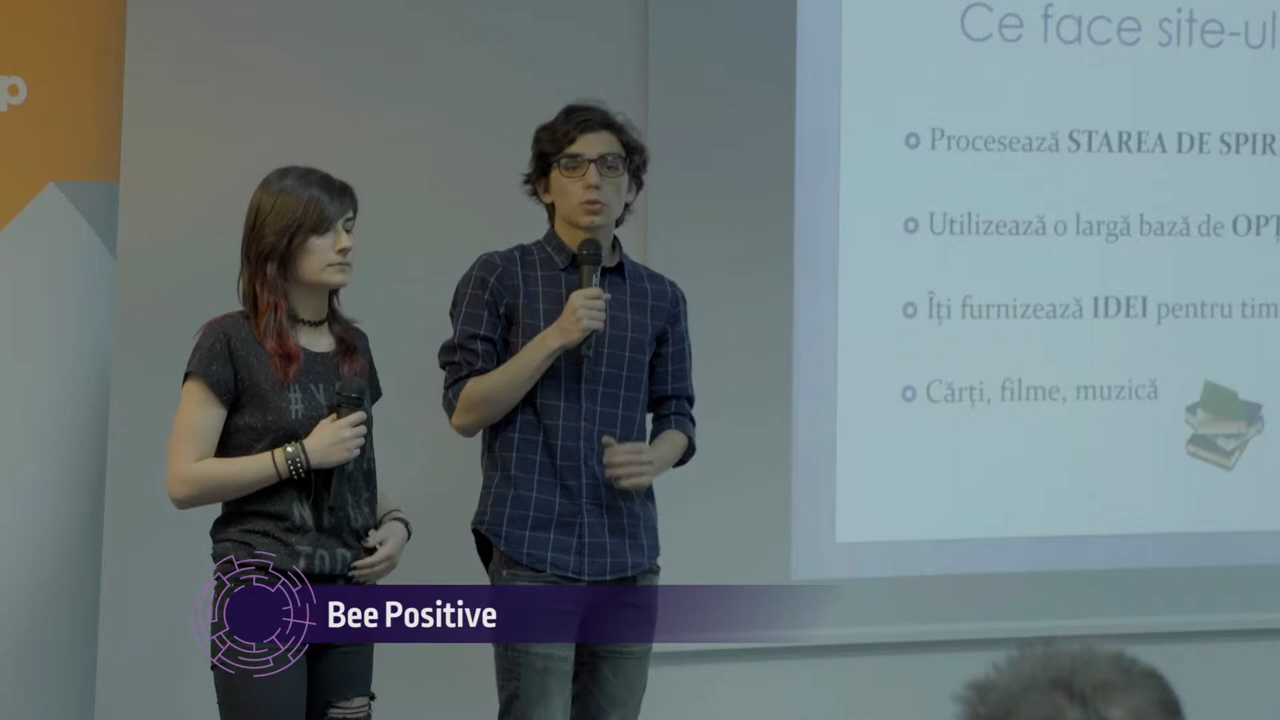 p
Ce face site-ul
Procesează STAREA DE SPIR
Utilizează o largă bază de OPT
Îți furnizează IDEI pentru tim
Cărți, filme, muzică
#Y
Bee Positive